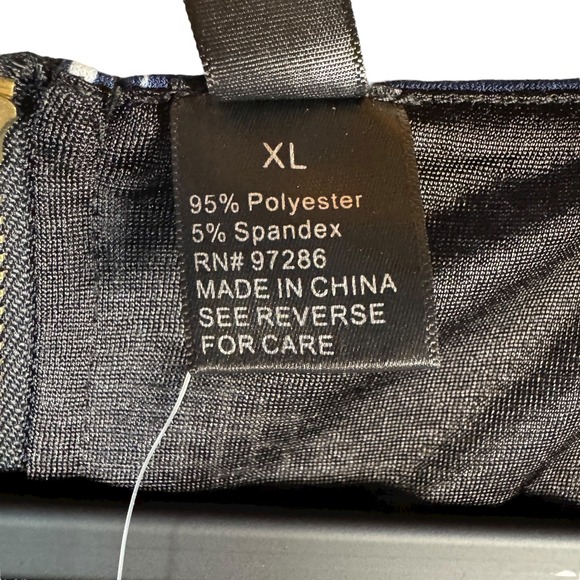 XL
95% Polyester
5% Spandex
RN# 97286
MADE IN CHINA
SEE REVERSE
FOR CARE